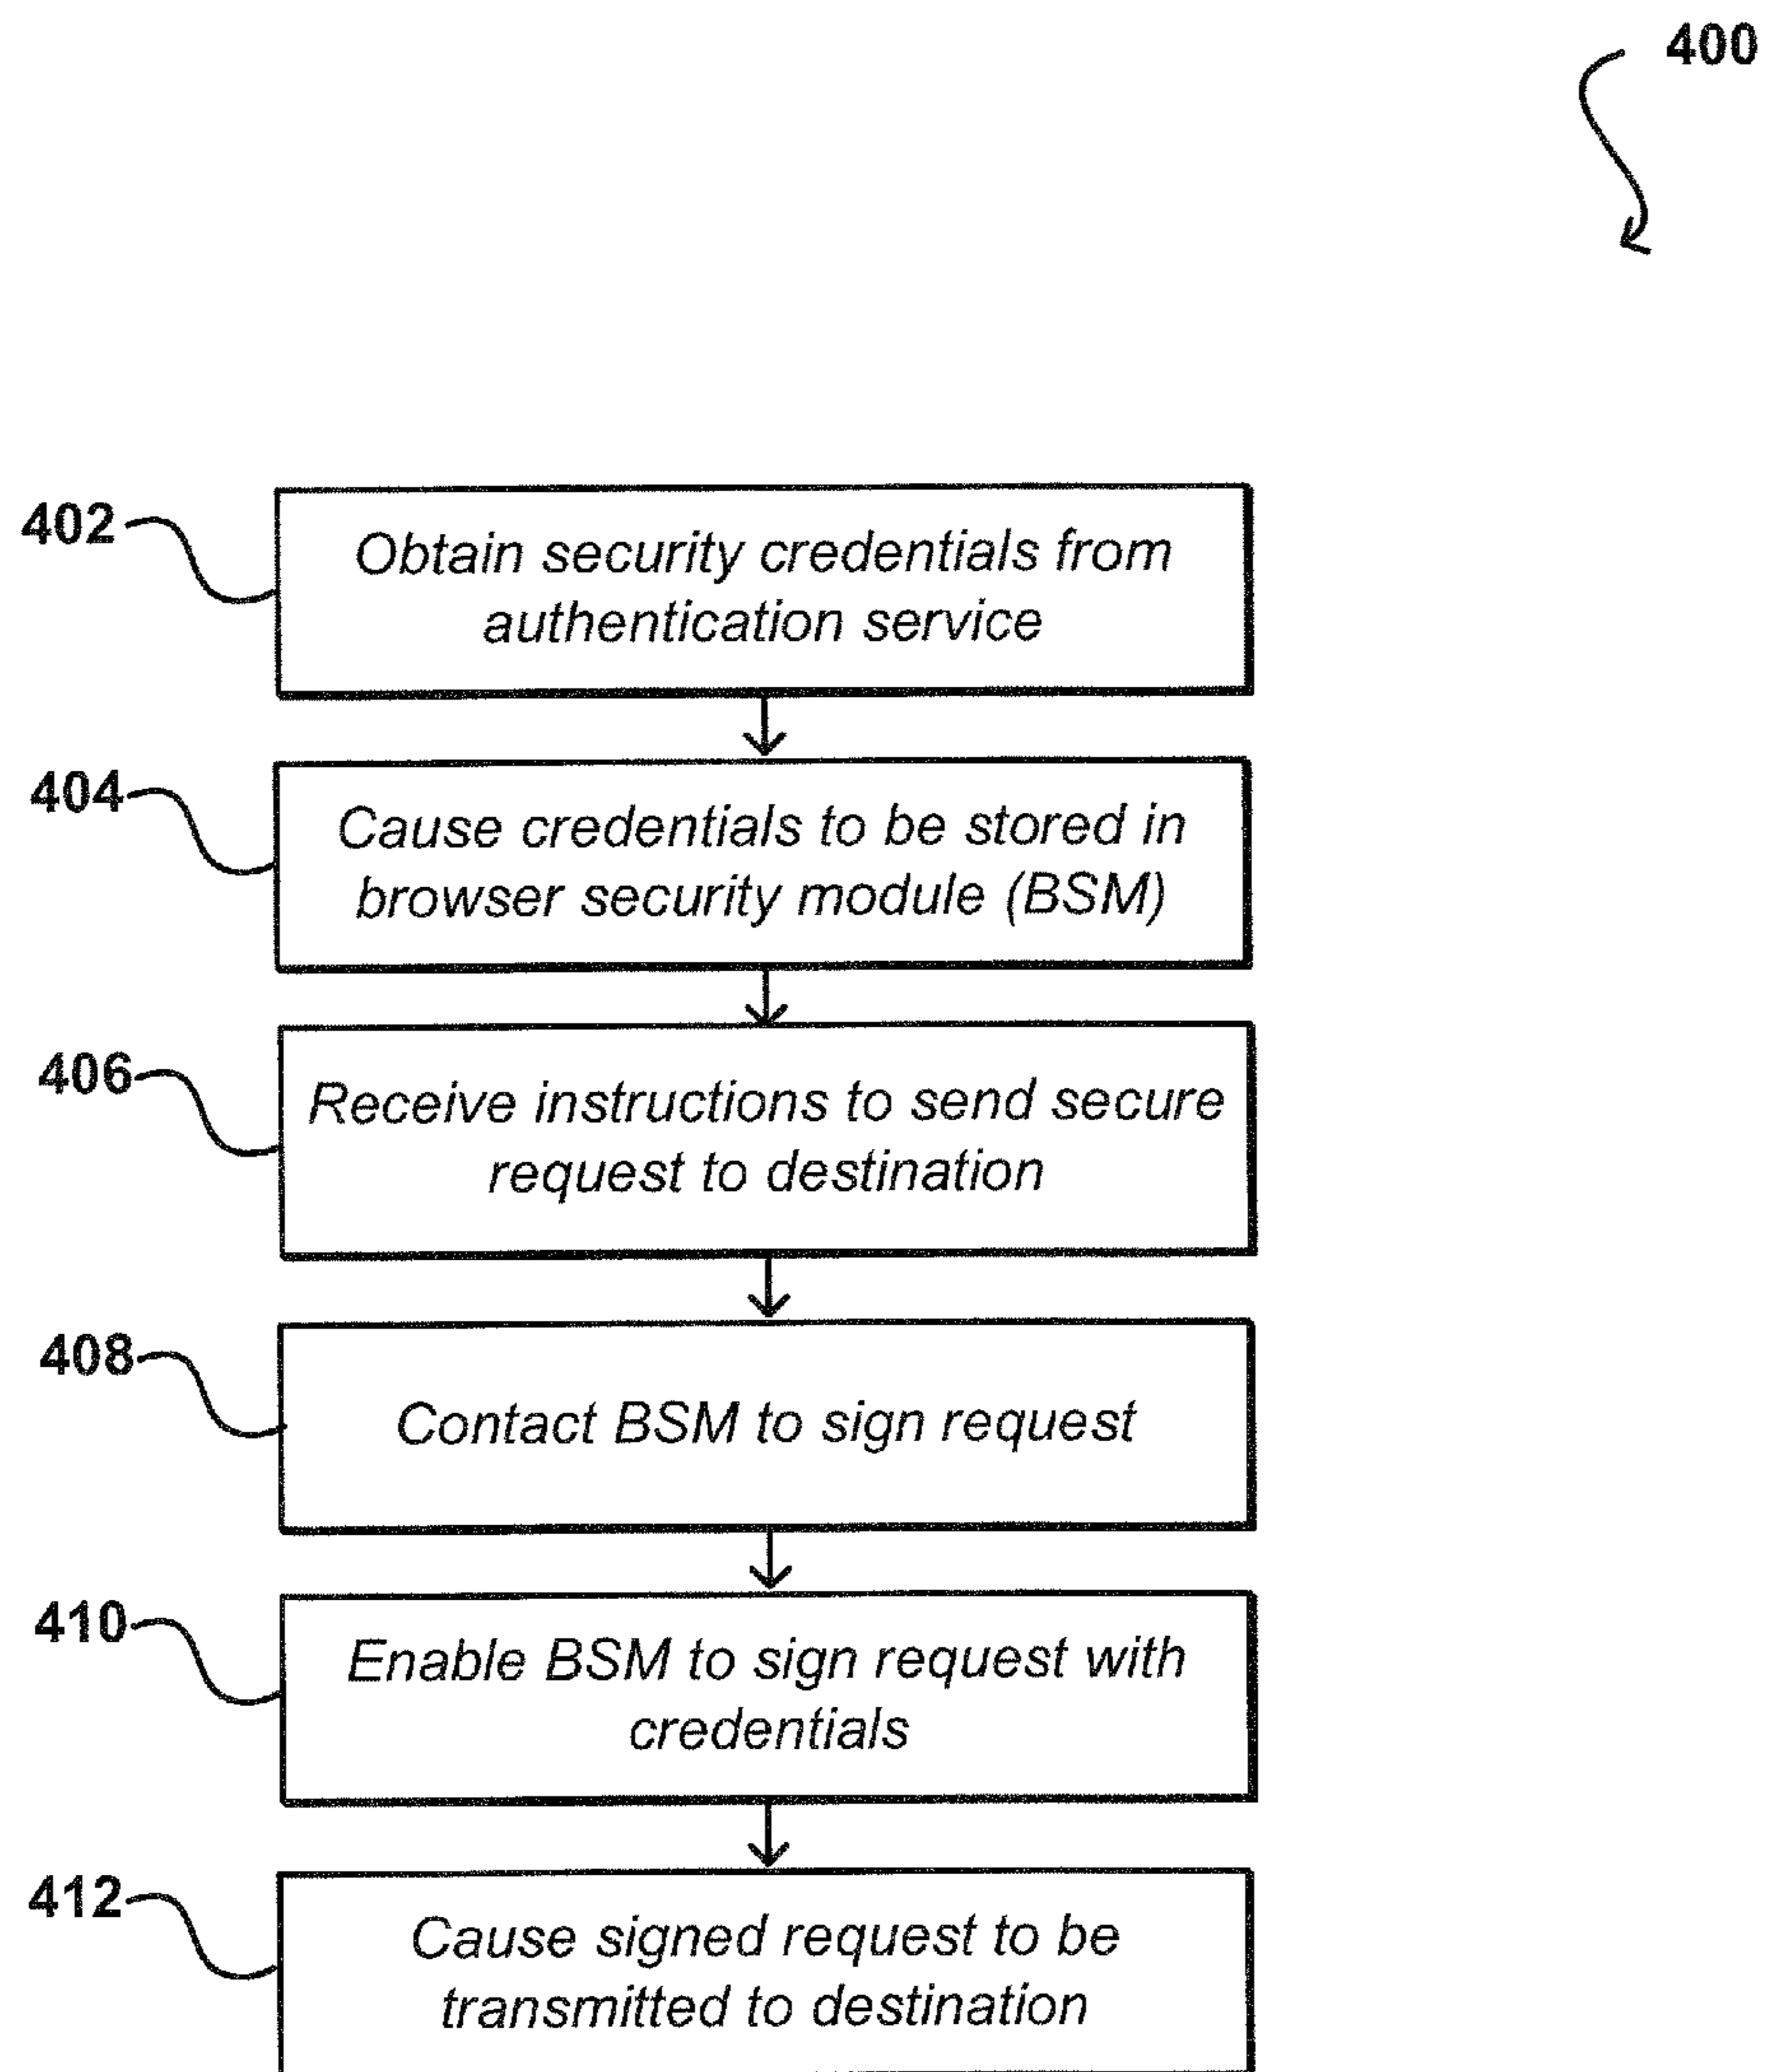 400
402
Obtain security credentials from
authentication service
404
Cause credentials to be stored in
browser security module (BSM)
406
Receive instructions to send secure
request to destination
408
Contact BSM to sign request
410
Enable BSM to sign request with
credentials
412
Cause signed request to be
transmitted to destination